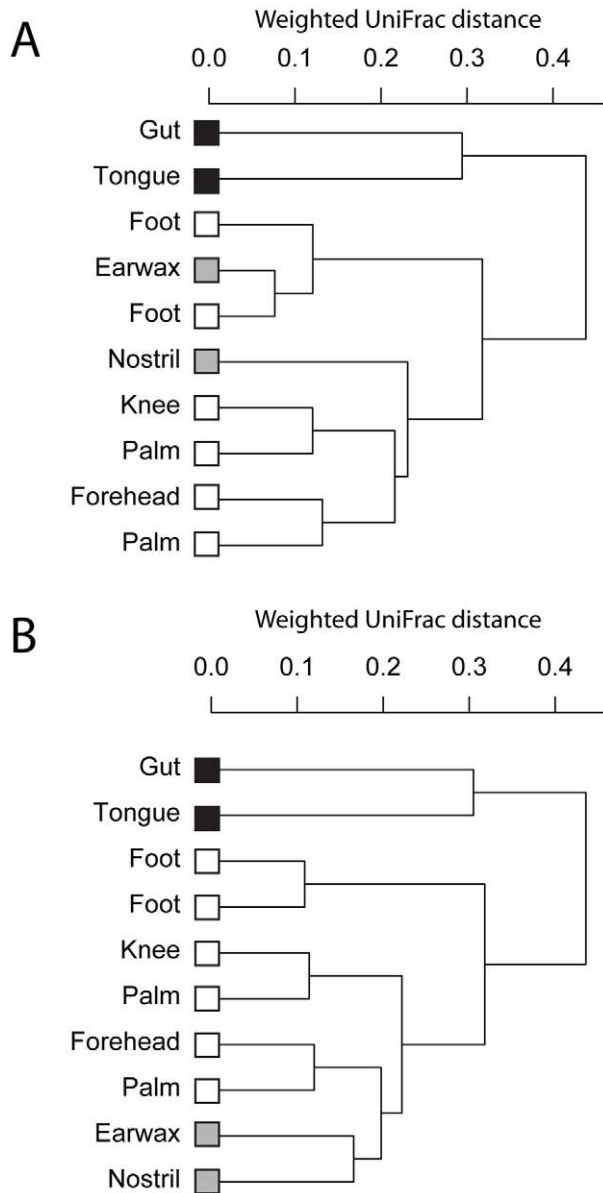 A
Weighted UniFrac distance
0.0 0.1 0.2 0.3 0.4
Gut
Tongue
Foot
Earwax
Foot
Nostril
Knee
Palm
Forehead
Palm
B
Weighted UniFrac distance
0.0 0.1 0.2 0.3 0.4
Gut
Tongue
Foot
Foot
Knee
Palm
Forehead
Palm
Earwax
Nostril